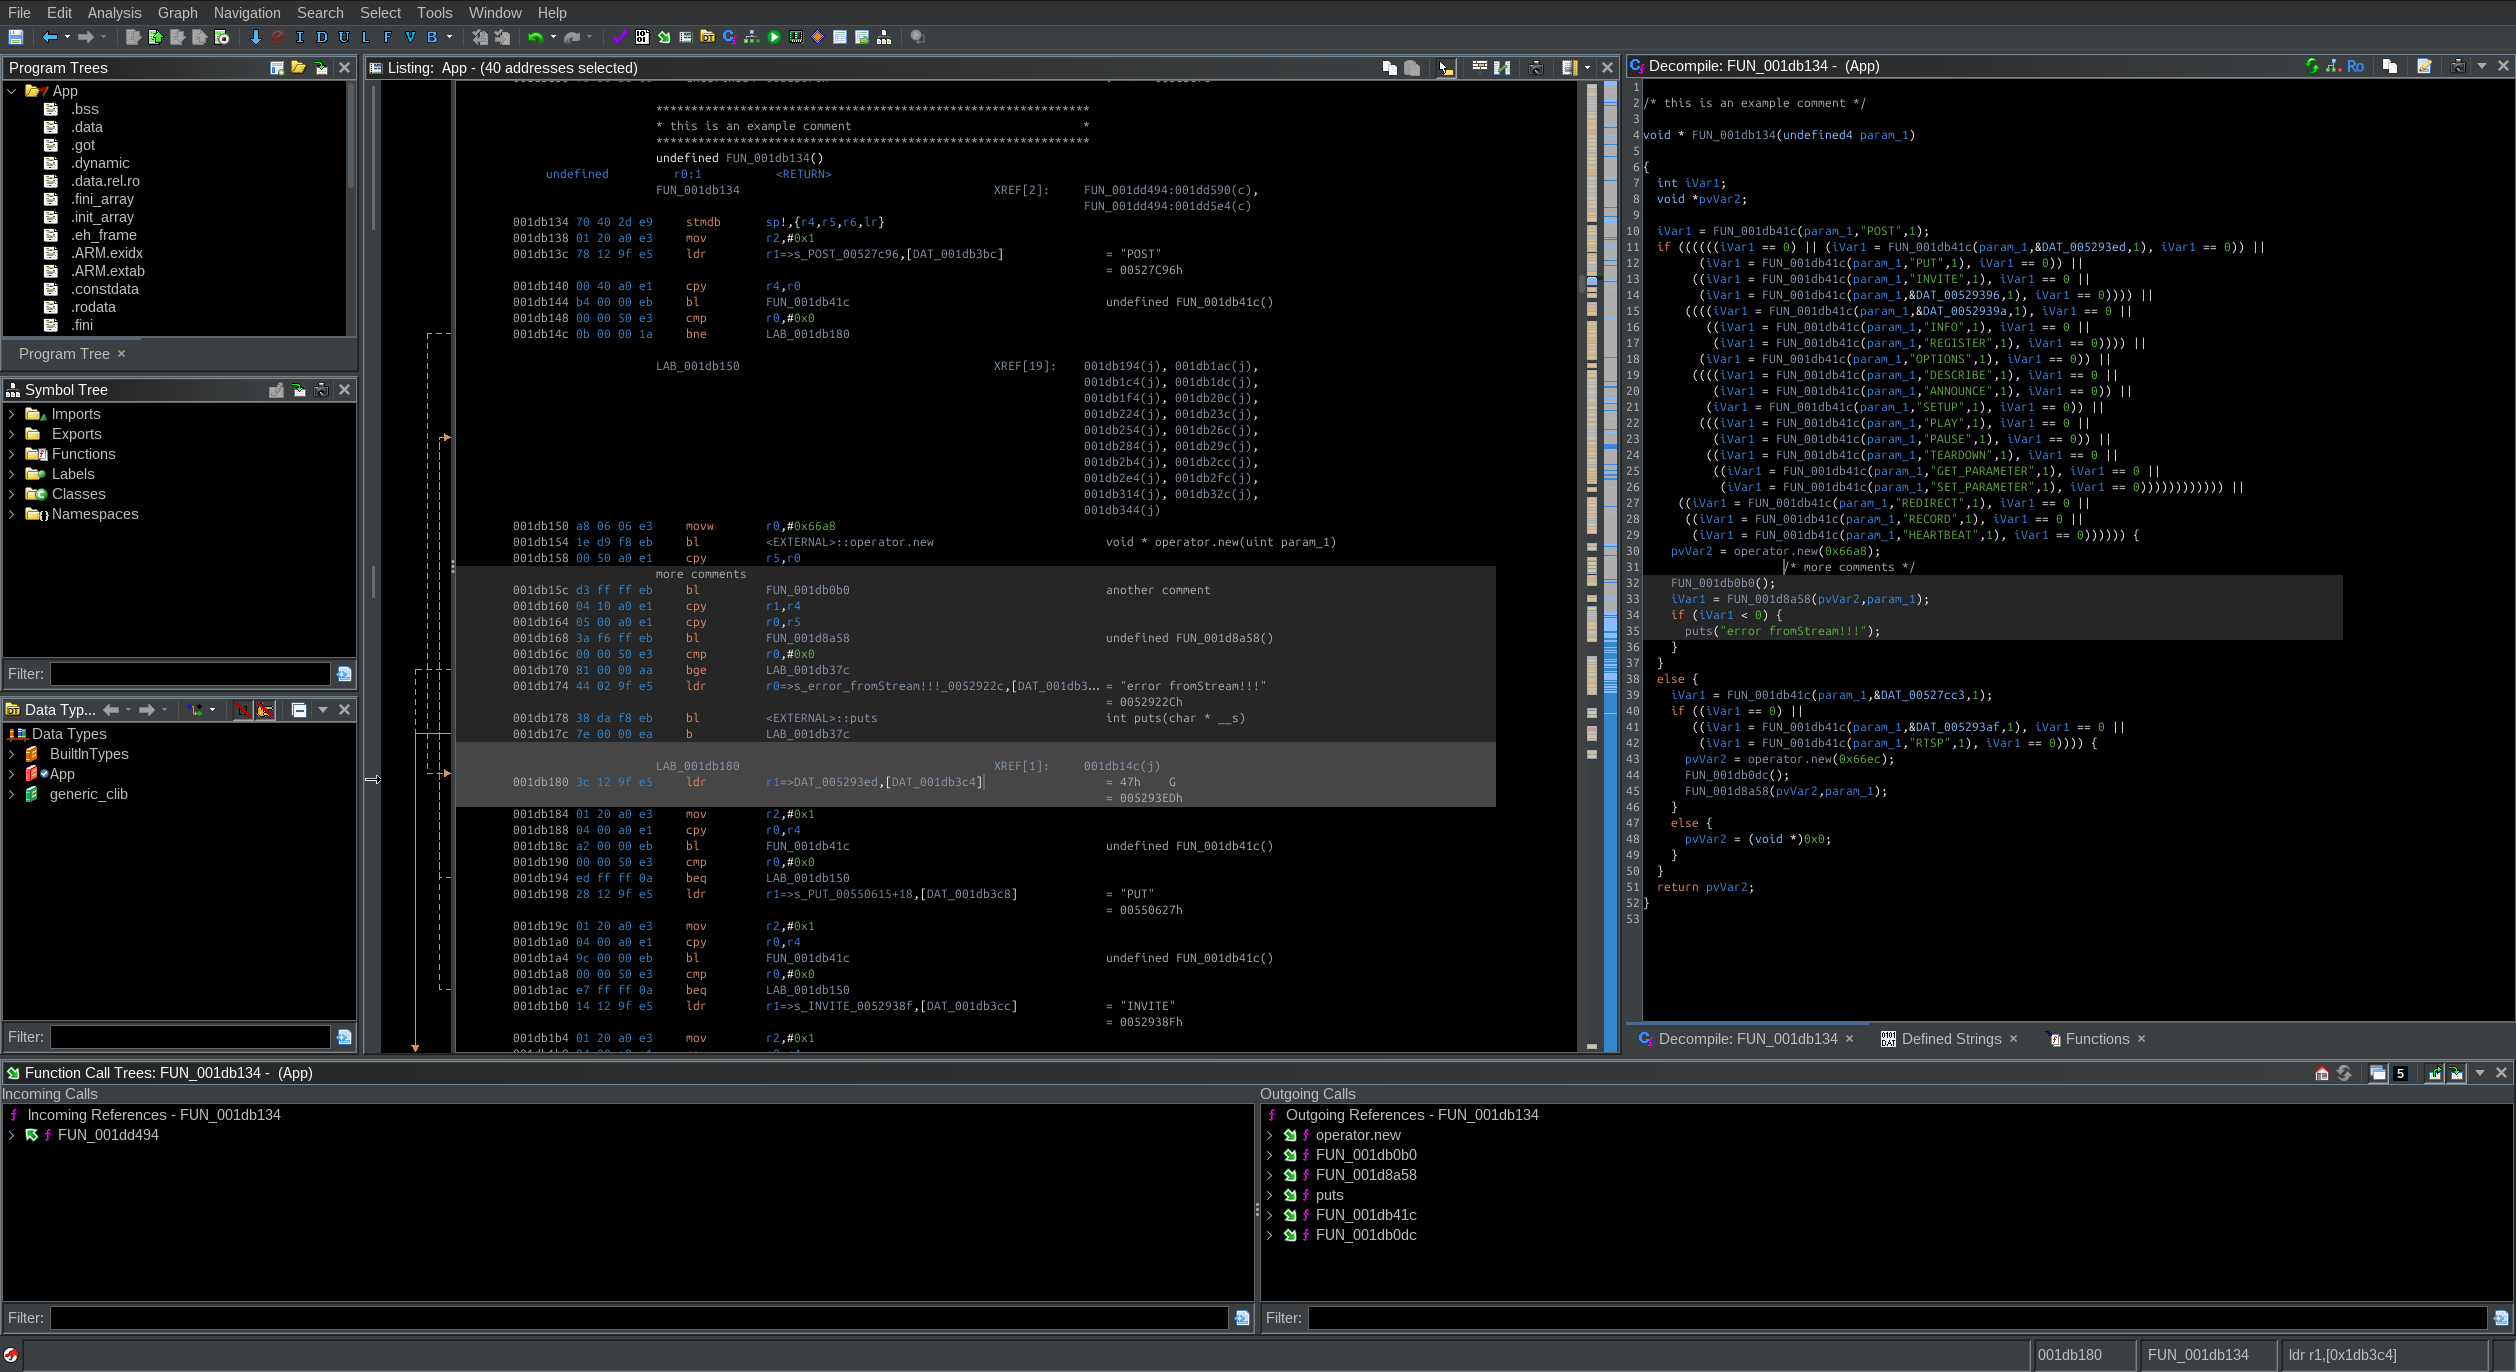 File Edit Analysis Graph Navigation Search Select Tools Window Help
I D U L F V B
Program Trees
App
.bss
.data
.got
.dynamic
.data.rel.ro
.fini_array
.init_array
.eh_frame
.ARM.exidx
.ARM.extab
.constdata
.rodata
.fini
Program Tree ×
Symbol Tree
Imports
Exports
Functions
Labels
Classes
Namespaces
Filter:
Data Typ...
Data Types
BuiltInTypes
App
generic_clib
Filter:
Listing: App - (40 addresses selected)
**************************************************************
* this is an example comment *
**************************************************************
undefined FUN_001db134()
undefined r0:1 <RETURN>
FUN_001db134 XREF[2]: FUN_001dd494:001dd590(c),
FUN_001dd494:001dd5e4(c)
001db134 70 40 2d e9 stmdb sp!,{r4,r5,r6,lr}
001db138 01 20 a0 e3 mov r2,#0x1
001db13c 78 12 9f e5 ldr r1=>s_POST_00527c96,[DAT_001db3bc] = "POST"
= 00527C96h
001db140 00 40 a0 e1 cpy r4,r0
001db144 b4 00 00 eb bl FUN_001db41c undefined FUN_001db41c()
001db148 00 00 50 e3 cmp r0,#0x0
001db14c 0b 00 00 1a bne LAB_001db180
LAB_001db150 XREF[19]: 001db194(j), 001db1ac(j),
001db1c4(j), 001db1dc(j),
001db1f4(j), 001db20c(j),
001db224(j), 001db23c(j),
001db254(j), 001db26c(j),
001db284(j), 001db29c(j),
001db2b4(j), 001db2cc(j),
001db2e4(j), 001db2fc(j),
001db314(j), 001db32c(j),
001db344(j)
001db150 a8 06 06 e3 movw r0,#0x66a8
001db154 1e d9 f8 eb bl <EXTERNAL>::operator.new void * operator.new(uint param_1)
001db158 00 50 a0 e1 cpy r5,r0
more comments
001db15c d3 ff ff eb bl FUN_001db0b0 another comment
001db160 04 10 a0 e1 cpy r1,r4
001db164 05 00 a0 e1 cpy r0,r5
001db168 3a f6 ff eb bl FUN_001d8a58 undefined FUN_001d8a58()
001db16c 00 00 50 e3 cmp r0,#0x0
001db170 81 00 00 aa bge LAB_001db37c
001db174 44 02 9f e5 ldr r0=>s_error_fromStream!!!_0052922c,[DAT_001db3... = "error fromStream!!!"
= 0052922Ch
001db178 38 da f8 eb bl <EXTERNAL>::puts int puts(char * __s)
001db17c 7e 00 00 ea b LAB_001db37c
LAB_001db180 XREF[1]: 001db14c(j)
001db180 3c 12 9f e5 ldr r1=>DAT_005293ed,[DAT_001db3c4] = 47h G
= 005293EDh
001db184 01 20 a0 e3 mov r2,#0x1
001db188 04 00 a0 e1 cpy r0,r4
001db18c a2 00 00 eb bl FUN_001db41c undefined FUN_001db41c()
001db190 00 00 50 e3 cmp r0,#0x0
001db194 ed ff ff 0a beq LAB_001db150
001db198 28 12 9f e5 ldr r1=>s_PUT_00550615+18,[DAT_001db3c8] = "PUT"
= 00550627h
001db19c 01 20 a0 e3 mov r2,#0x1
001db1a0 04 00 a0 e1 cpy r0,r4
001db1a4 9c 00 00 eb bl FUN_001db41c undefined FUN_001db41c()
001db1a8 00 00 50 e3 cmp r0,#0x0
001db1ac e7 ff ff 0a beq LAB_001db150
001db1b0 14 12 9f e5 ldr r1=>s_INVITE_0052938f,[DAT_001db3cc] = "INVITE"
= 0052938Fh
001db1b4 01 20 a0 e3 mov r2,#0x1
Decompile: FUN_001db134 - (App)
Ro
1
2 /* this is an example comment */
3
4 void * FUN_001db134(undefined4 param_1)
5
6 {
7 int iVar1;
8 void *pvVar2;
9
10 iVar1 = FUN_001db41c(param_1,"POST",1);
11 if ((((((iVar1 == 0) || (iVar1 = FUN_001db41c(param_1,&DAT_005293ed,1), iVar1 == 0)) ||
12 (iVar1 = FUN_001db41c(param_1,"PUT",1), iVar1 == 0)) ||
13 ((iVar1 = FUN_001db41c(param_1,"INVITE",1), iVar1 == 0 ||
14 (iVar1 = FUN_001db41c(param_1,&DAT_00529396,1), iVar1 == 0)))) ||
15 ((((iVar1 = FUN_001db41c(param_1,&DAT_0052939a,1), iVar1 == 0 ||
16 ((iVar1 = FUN_001db41c(param_1,"INFO",1), iVar1 == 0 ||
17 (iVar1 = FUN_001db41c(param_1,"REGISTER",1), iVar1 == 0)))) ||
18 (iVar1 = FUN_001db41c(param_1,"OPTIONS",1), iVar1 == 0)) ||
19 ((((iVar1 = FUN_001db41c(param_1,"DESCRIBE",1), iVar1 == 0 ||
20 (iVar1 = FUN_001db41c(param_1,"ANNOUNCE",1), iVar1 == 0)) ||
21 (iVar1 = FUN_001db41c(param_1,"SETUP",1), iVar1 == 0)) ||
22 (((iVar1 = FUN_001db41c(param_1,"PLAY",1), iVar1 == 0 ||
23 (iVar1 = FUN_001db41c(param_1,"PAUSE",1), iVar1 == 0)) ||
24 ((iVar1 = FUN_001db41c(param_1,"TEARDOWN",1), iVar1 == 0 ||
25 ((iVar1 = FUN_001db41c(param_1,"GET_PARAMETER",1), iVar1 == 0 ||
26 (iVar1 = FUN_001db41c(param_1,"SET_PARAMETER",1), iVar1 == 0)))))))))))) ||
27 ((iVar1 = FUN_001db41c(param_1,"REDIRECT",1), iVar1 == 0 ||
28 ((iVar1 = FUN_001db41c(param_1,"RECORD",1), iVar1 == 0 ||
29 (iVar1 = FUN_001db41c(param_1,"HEARTBEAT",1), iVar1 == 0)))))) {
30 pvVar2 = operator.new(0x66a8);
31 /* more comments */
32 FUN_001db0b0();
33 iVar1 = FUN_001d8a58(pvVar2,param_1);
34 if (iVar1 < 0) {
35 puts("error fromStream!!!");
36 }
37 }
38 else {
39 iVar1 = FUN_001db41c(param_1,&DAT_00527cc3,1);
40 if ((iVar1 == 0) ||
41 ((iVar1 = FUN_001db41c(param_1,&DAT_005293af,1), iVar1 == 0 ||
42 (iVar1 = FUN_001db41c(param_1,"RTSP",1), iVar1 == 0)))) {
43 pvVar2 = operator.new(0x66ec);
44 FUN_001db0dc();
45 FUN_001d8a58(pvVar2,param_1);
46 }
47 else {
48 pvVar2 = (void *)0x0;
49 }
50 }
51 return pvVar2;
52 }
53
Decompile: FUN_001db134 × Defined Strings × Functions ×
Function Call Trees: FUN_001db134 - (App)
5
Incoming Calls
Incoming References - FUN_001db134
FUN_001dd494
Filter:
Outgoing Calls
Outgoing References - FUN_001db134
operator.new
FUN_001db0b0
FUN_001d8a58
puts
FUN_001db41c
FUN_001db0dc
Filter:
001db180 FUN_001db134 ldr r1,[0x1db3c4]